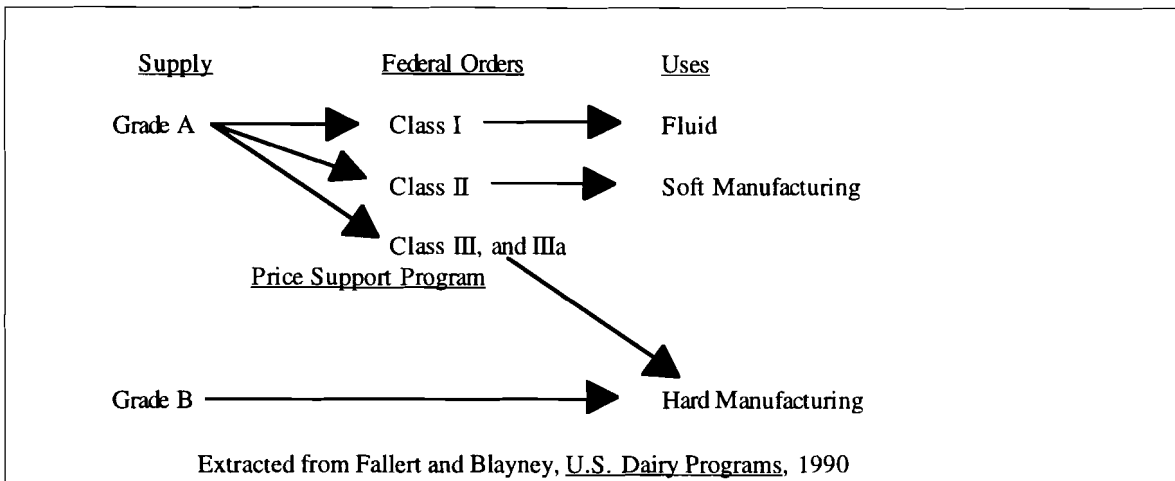 Supply Federal Orders Uses
Grade A Class I Fluid
Class II Soft Manufacturing
Class III, and IIIa
Price Support Program
Grade B Hard Manufacturing
Extracted from Fallert and Blayney, U.S. Dairy Programs, 1990